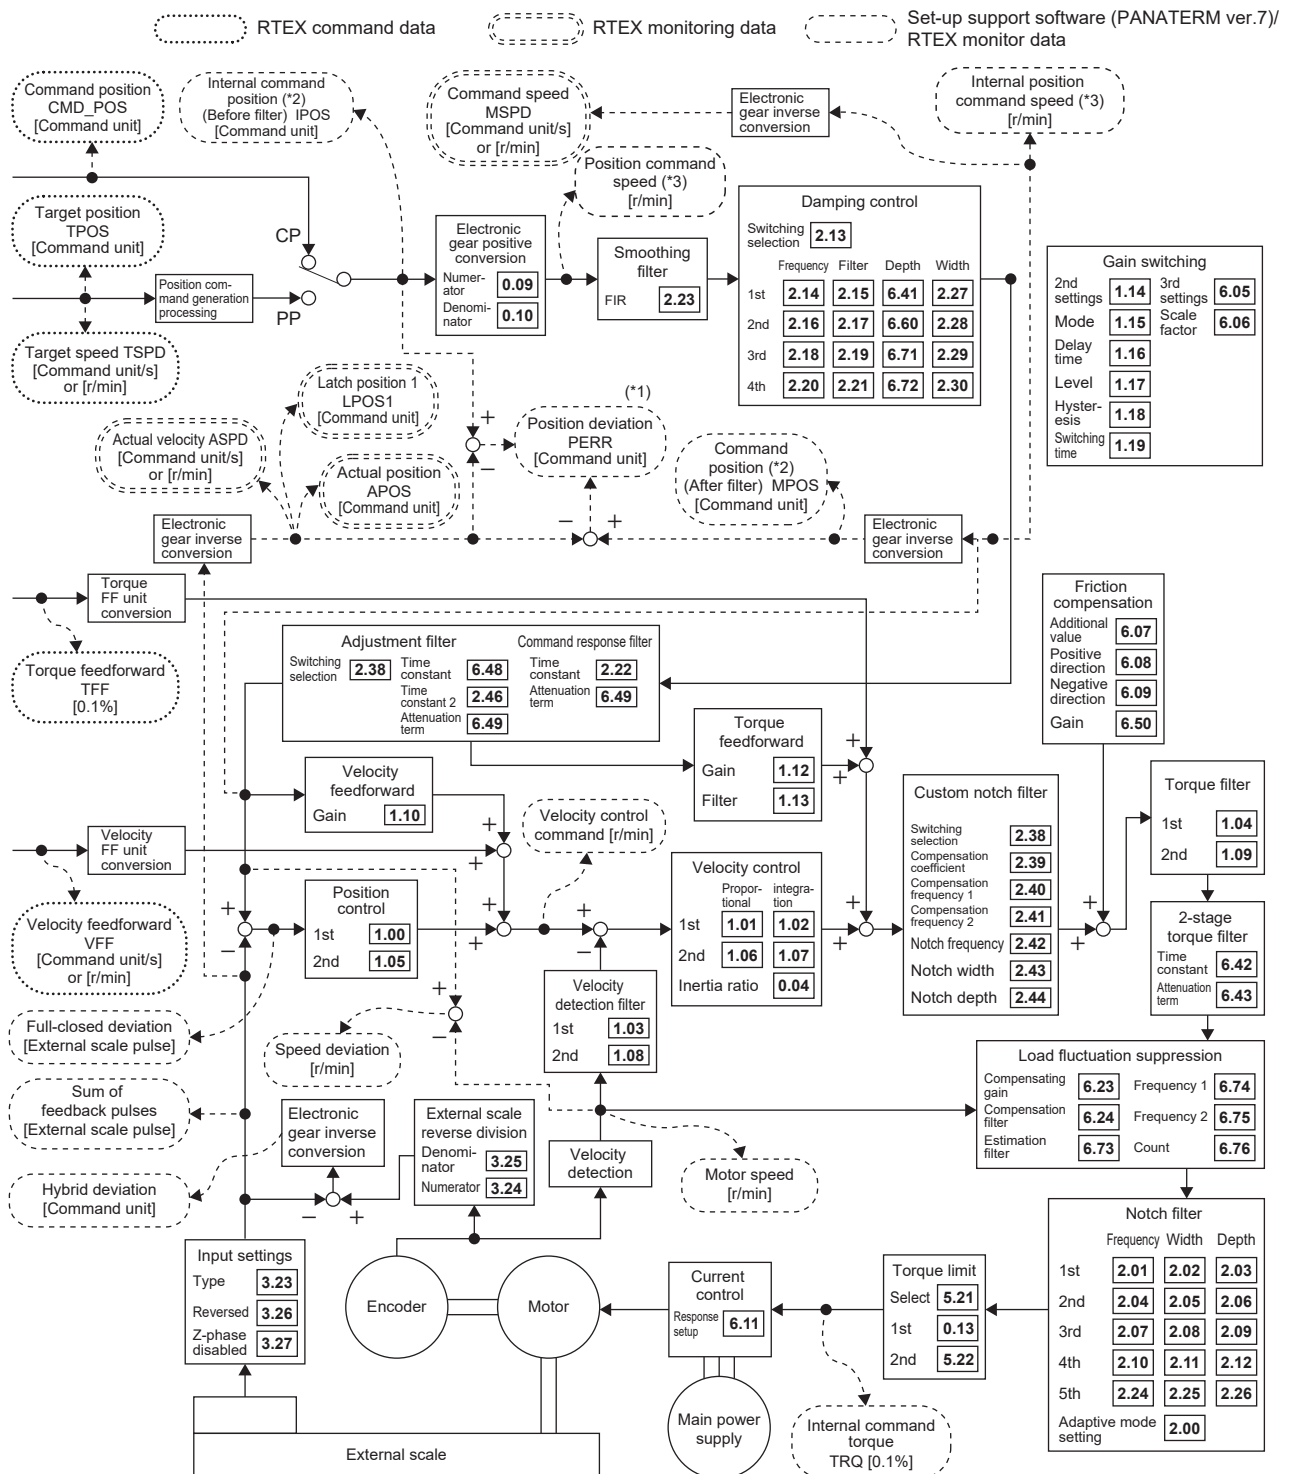 RTEX command data
RTEX monitoring data
Set-up support software (PANATERM ver.7)/
RTEX monitor data
Command position
CMD_POS
[Command unit]
Internal command
position (*2)
(Before filter) IPOS
[Command unit]
Command speed
MSPD
[Command unit/s]
or [r/min]
Electronic
gear inverse
conversion
Internal position
command speed (*3)
[r/min]
Position command
speed (*3)
[r/min]
Target position
TPOS
[Command unit]
CP
PP
Position com-
mand generation
processing
Target speed TSPD
[Command unit/s]
or [r/min]
Electronic
gear positive
conversion
Numer-
ator
0.09
Denomi-
nator
0.10
Smoothing
filter
FIR 2.23
Damping control
Switching
selection
2.13
Frequency Filter Depth Width
1st 2.14 2.15 6.41 2.27
2nd 2.16 2.17 6.60 2.28
3rd 2.18 2.19 6.71 2.29
4th 2.20 2.21 6.72 2.30
Gain switching
2nd
settings
1.14
3rd
settings
6.05
Mode 1.15
Scale
factor
6.06
Delay
time
1.16
Level 1.17
Hyster-
esis
1.18
Switching
time
1.19
Latch position 1
LPOS1
[Command unit]
Actual velocity ASPD
[Command unit/s]
or [r/min]
Actual position
APOS
[Command unit]
+
−
(*1)
Position deviation
PERR
[Command unit]
Command
position (*2)
(After filter) MPOS
[Command unit]
− +
Electronic
gear inverse
conversion
Electronic
gear inverse
conversion
Torque
FF unit
conversion
Torque feedforward
TFF
[0.1%]
Adjustment filter
Switching
selection
2.38
Time
constant
6.48
Time
constant 2
2.46
Attenuation
term
6.49
Command response filter
Time
constant
2.22
Attenuation
term
6.49
Friction
compensation
Additional
value
6.07
Positive
direction
6.08
Negative
direction
6.09
Gain 6.50
Torque
feedforward
Gain 1.12
Filter 1.13
+
+
Velocity
feedforward
Gain 1.10
Velocity
FF unit
conversion
+
+
Velocity control
command [r/min]
Velocity feedforward
VFF
[Command unit/s]
or [r/min]
+
−
Position
control
1st 1.00
2nd 1.05
+
+
−
Velocity control
Propor-
tional
integra-
tion
1st 1.01 1.02
2nd 1.06 1.07
Inertia ratio 0.04
+
+
Custom notch filter
Switching
selection
2.38
Compensation
coefficient
2.39
Compensation
frequency 1
2.40
Compensation
frequency 2
2.41
Notch frequency 2.42
Notch width 2.43
Notch depth 2.44
+
+
Torque filter
1st 1.04
2nd 1.09
2-stage
torque filter
Time
constant
6.42
Attenuation
term
6.43
Full-closed deviation
[External scale pulse]
+
−
Speed deviation
[r/min]
Velocity
detection filter
1st 1.03
2nd 1.08
Load fluctuation suppression
Compensating
gain
6.23
Frequency 1 6.74
Compensation
filter
6.24
Frequency 2 6.75
Estimation
filter
6.73
Count 6.76
Sum of
feedback pulses
[External scale pulse]
Electronic
gear inverse
conversion
External scale
reverse division
Denomi-
nator
3.25
Numerator 3.24
Velocity
detection
Motor speed
[r/min]
Hybrid deviation
[Command unit]
− +
Input settings
Type 3.23
Reversed 3.26
Z-phase
disabled
3.27
Encoder
Motor
Current
control
Response
setup
6.11
Main power
supply
Torque limit
Select 5.21
1st 0.13
2nd 5.22
Internal command
torque
TRQ [0.1%]
Notch filter
Frequency Width Depth
1st 2.01 2.02 2.03
2nd 2.04 2.05 2.06
3rd 2.07 2.08 2.09
4th 2.10 2.11 2.12
5th 2.24 2.25 2.26
Adaptive mode
setting
2.00
External scale